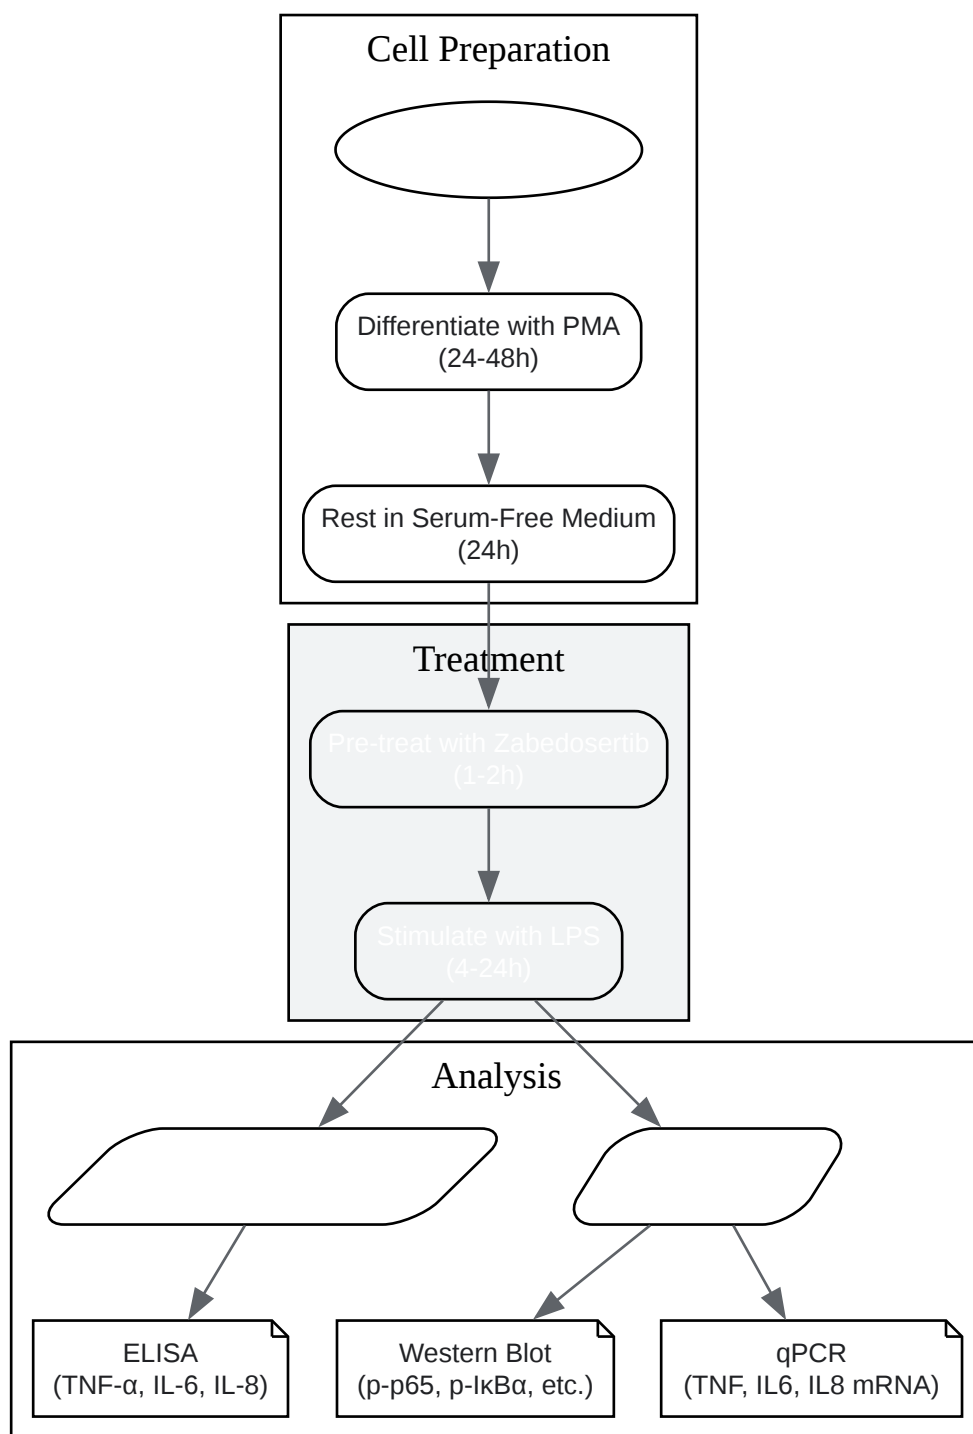 Cell Preparation
Differentiate with PMA
(24-48h)
Rest in Serum-Free Medium
(24h)
Treatment
Pre-treat with Zabedosertib
(1-2h)
Stimulate with LPS
(4-24h)
Analysis
ELISA
(TNF-α, IL-6, IL-8)
Western Blot
(p-p65, p-IκBα, etc.)
qPCR
(TNF, IL6, IL8 mRNA)